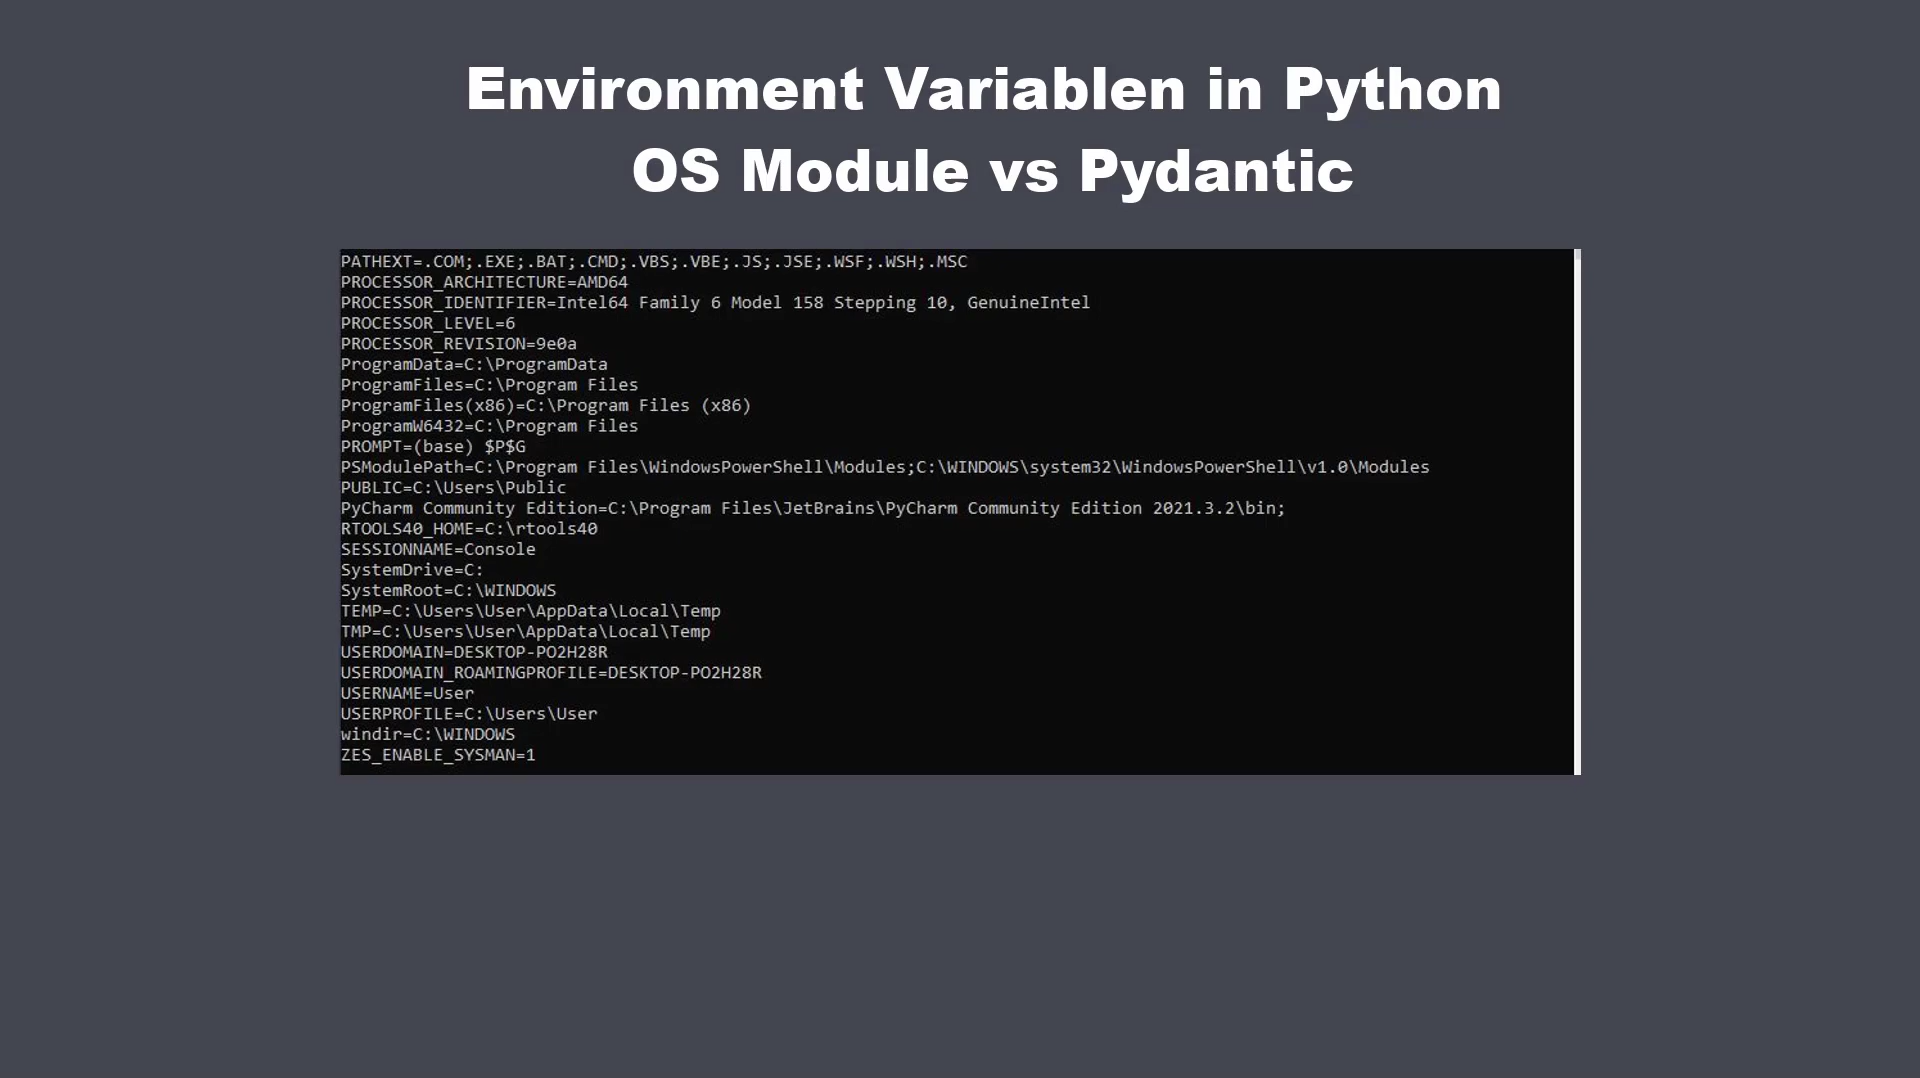 Environment Variablen in Python
OS Module vs Pydantic
PATHEXT=.COM;.EXE;.BAT;.CMD;.VBS;.VBE;.JS;.JSE;.WSF;.WSH;.MSC
PROCESSOR_ARCHITECTURE=AMD64
PROCESSOR_IDENTIFIER=Intel64 Family 6 Model 158 Stepping 10, GenuineIntel
PROCESSOR_LEVEL=6
PROCESSOR_REVISION=9e0a
ProgramData=C:\ProgramData
ProgramFiles=C:\Program Files
ProgramFiles(x86)=C:\Program Files (x86)
ProgramW6432=C:\Program Files
PROMPT=(base) $P$G
PSModulePath=C:\Program Files\WindowsPowerShell\Modules;C:\WINDOWS\system32\WindowsPowerShell\v1.0\Modules
PUBLIC=C:\Users\Public
PyCharm Community Edition=C:\Program Files\JetBrains\PyCharm Community Edition 2021.3.2\bin;
RTOOLS40_HOME=C:\rtools40
SESSIONNAME=Console
SystemDrive=C:
SystemRoot=C:\WINDOWS
TEMP=C:\Users\User\AppData\Local\Temp
TMP=C:\Users\User\AppData\Local\Temp
USERDOMAIN=DESKTOP-PO2H28R
USERDOMAIN_ROAMINGPROFILE=DESKTOP-PO2H28R
USERNAME=User
USERPROFILE=C:\Users\User
windir=C:\WINDOWS
ZES_ENABLE_SYSMAN=1